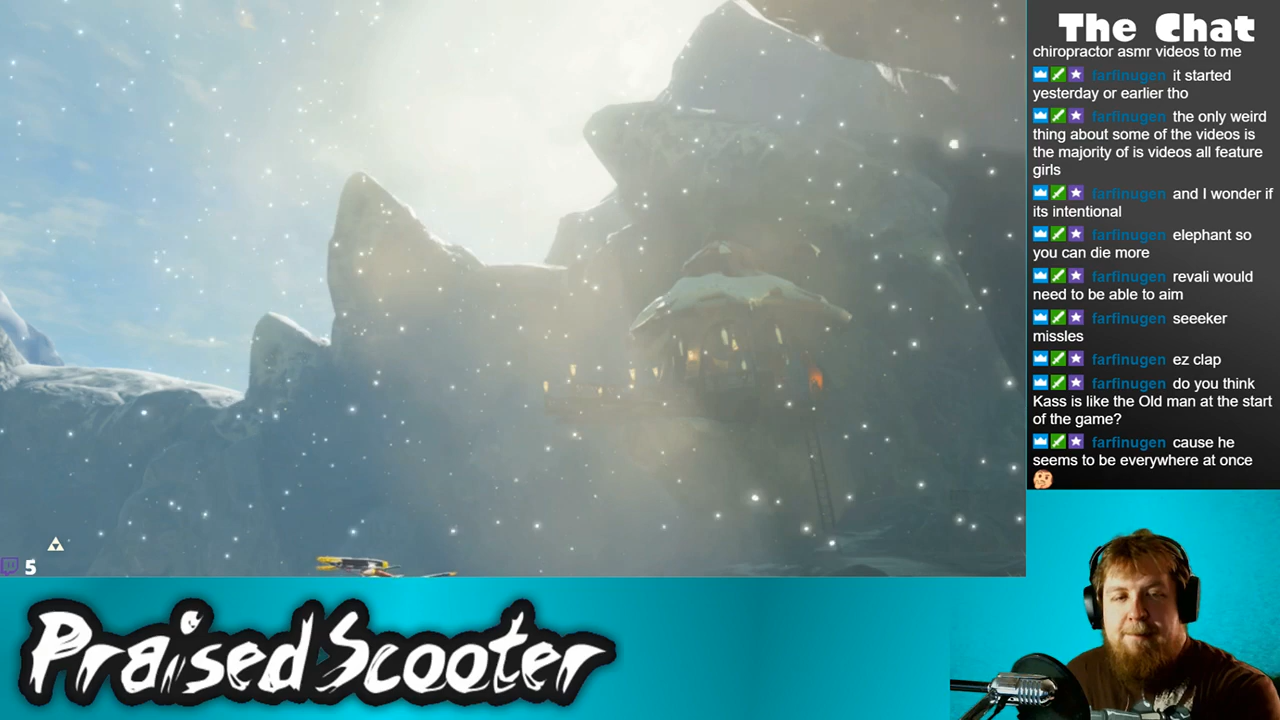 The Chat
chiropractor asmr videos to me
farfinugen it started
yesterday or earlier tho
farfinugen the only weird
thing about some of the videos is
the majority of is videos all feature
girls
farfinugen and I wonder if
its intentional
farfinugen elephant so
you can die more
farfinugen revali would
need to be able to aim
farfinugen seeeker
missles
farfinugen ez clap
farfinugen do you think
Kass is like the Old man at the start
of the game?
farfinugen cause he
seems to be everywhere at once
5
PraisedScooter